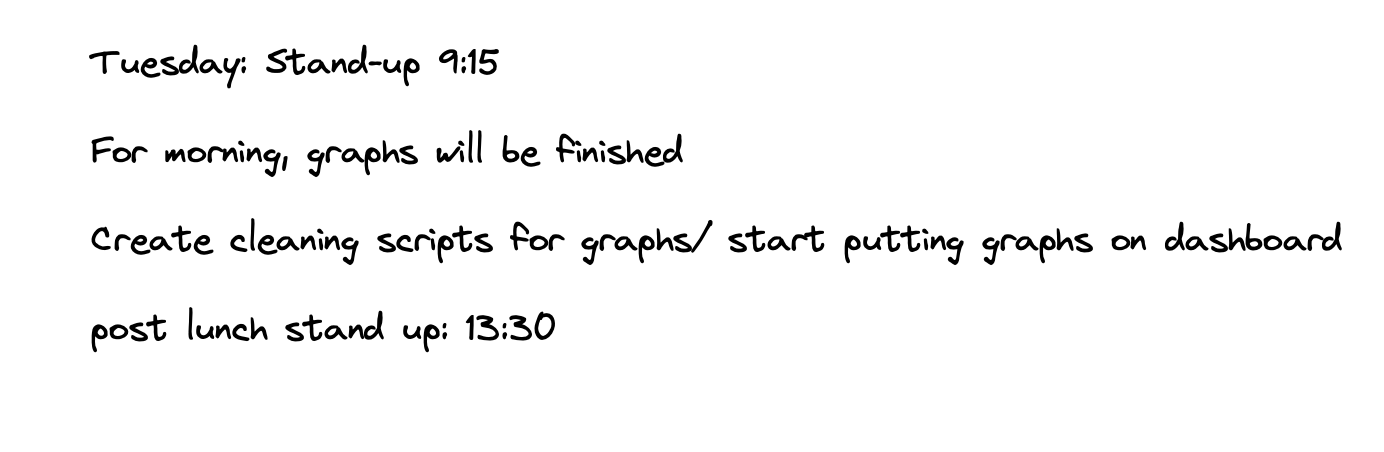 Tuesday: Stand-up 9:15
For morning, graphs will be finished
Create cleaning scripts for graphs/ start putting graphs on dashboard
post lunch stand up: 13:30